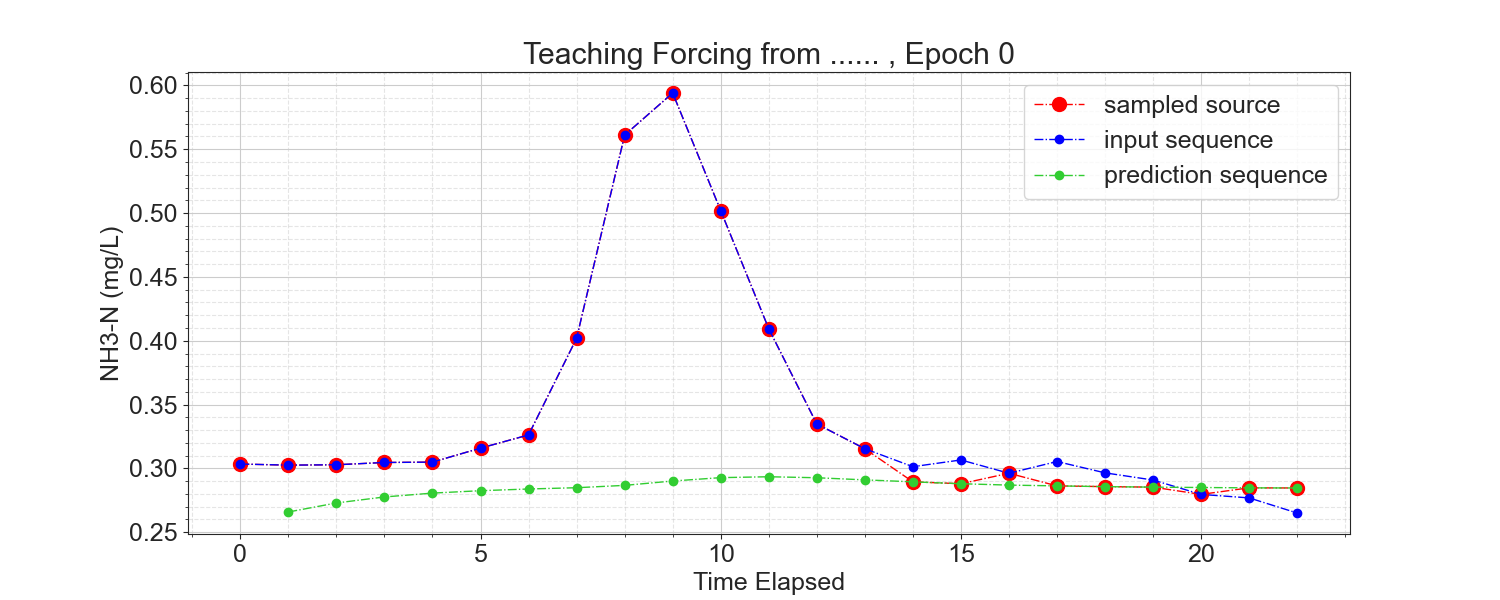 Teaching Forcing from ...... , Epoch 0
0.60
0.55
0.50
0.45
0.40
0.35
0.30
0.25
NH3-N (mg/L)
sampled source
input sequence
prediction sequence
0 5 10 15 20
Time Elapsed